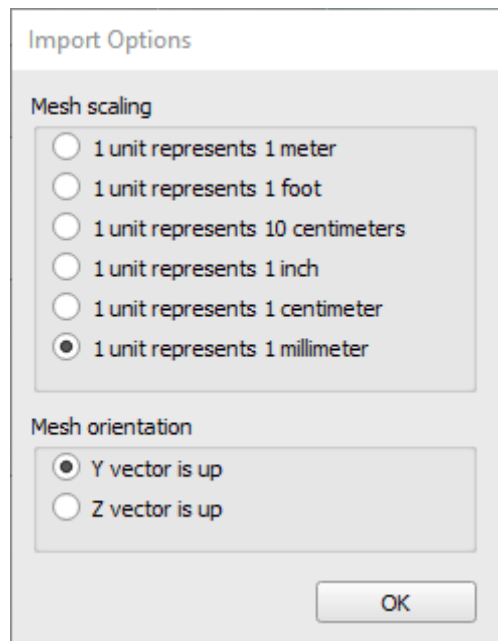 Import Options
Mesh scaling
1 unit represents 1 meter
1 unit represents 1 foot
1 unit represents 10 centimeters
1 unit represents 1 inch
1 unit represents 1 centimeter
1 unit represents 1 millimeter
Mesh orientation
Y vector is up
Z vector is up
OK